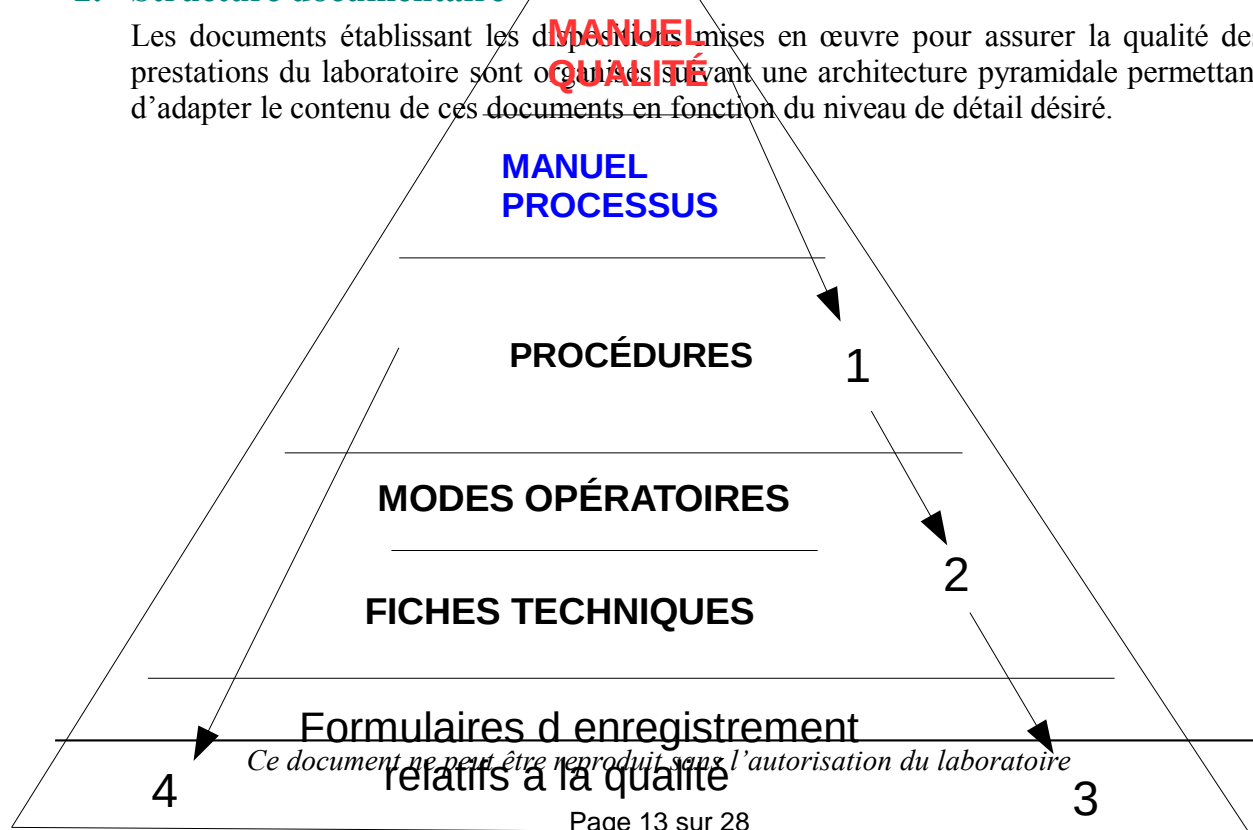 2. Structure documentaire
Les documents établissant les dispositions mises en œuvre pour assurer la qualité des
prestations du laboratoire sont organisés suivant une architecture pyramidale permettant
d’adapter le contenu de ces documents en fonction du niveau de détail désiré.
MANUEL
QUALITÉ
MANUEL
PROCESSUS
PROCÉDURES
1
MODES OPÉRATOIRES
2
FICHES TECHNIQUES
Formulaires d enregistrement
relatifs a la qualité
4
3
Ce document ne peut être reproduit sans l’autorisation du laboratoire
Page 13 sur 28